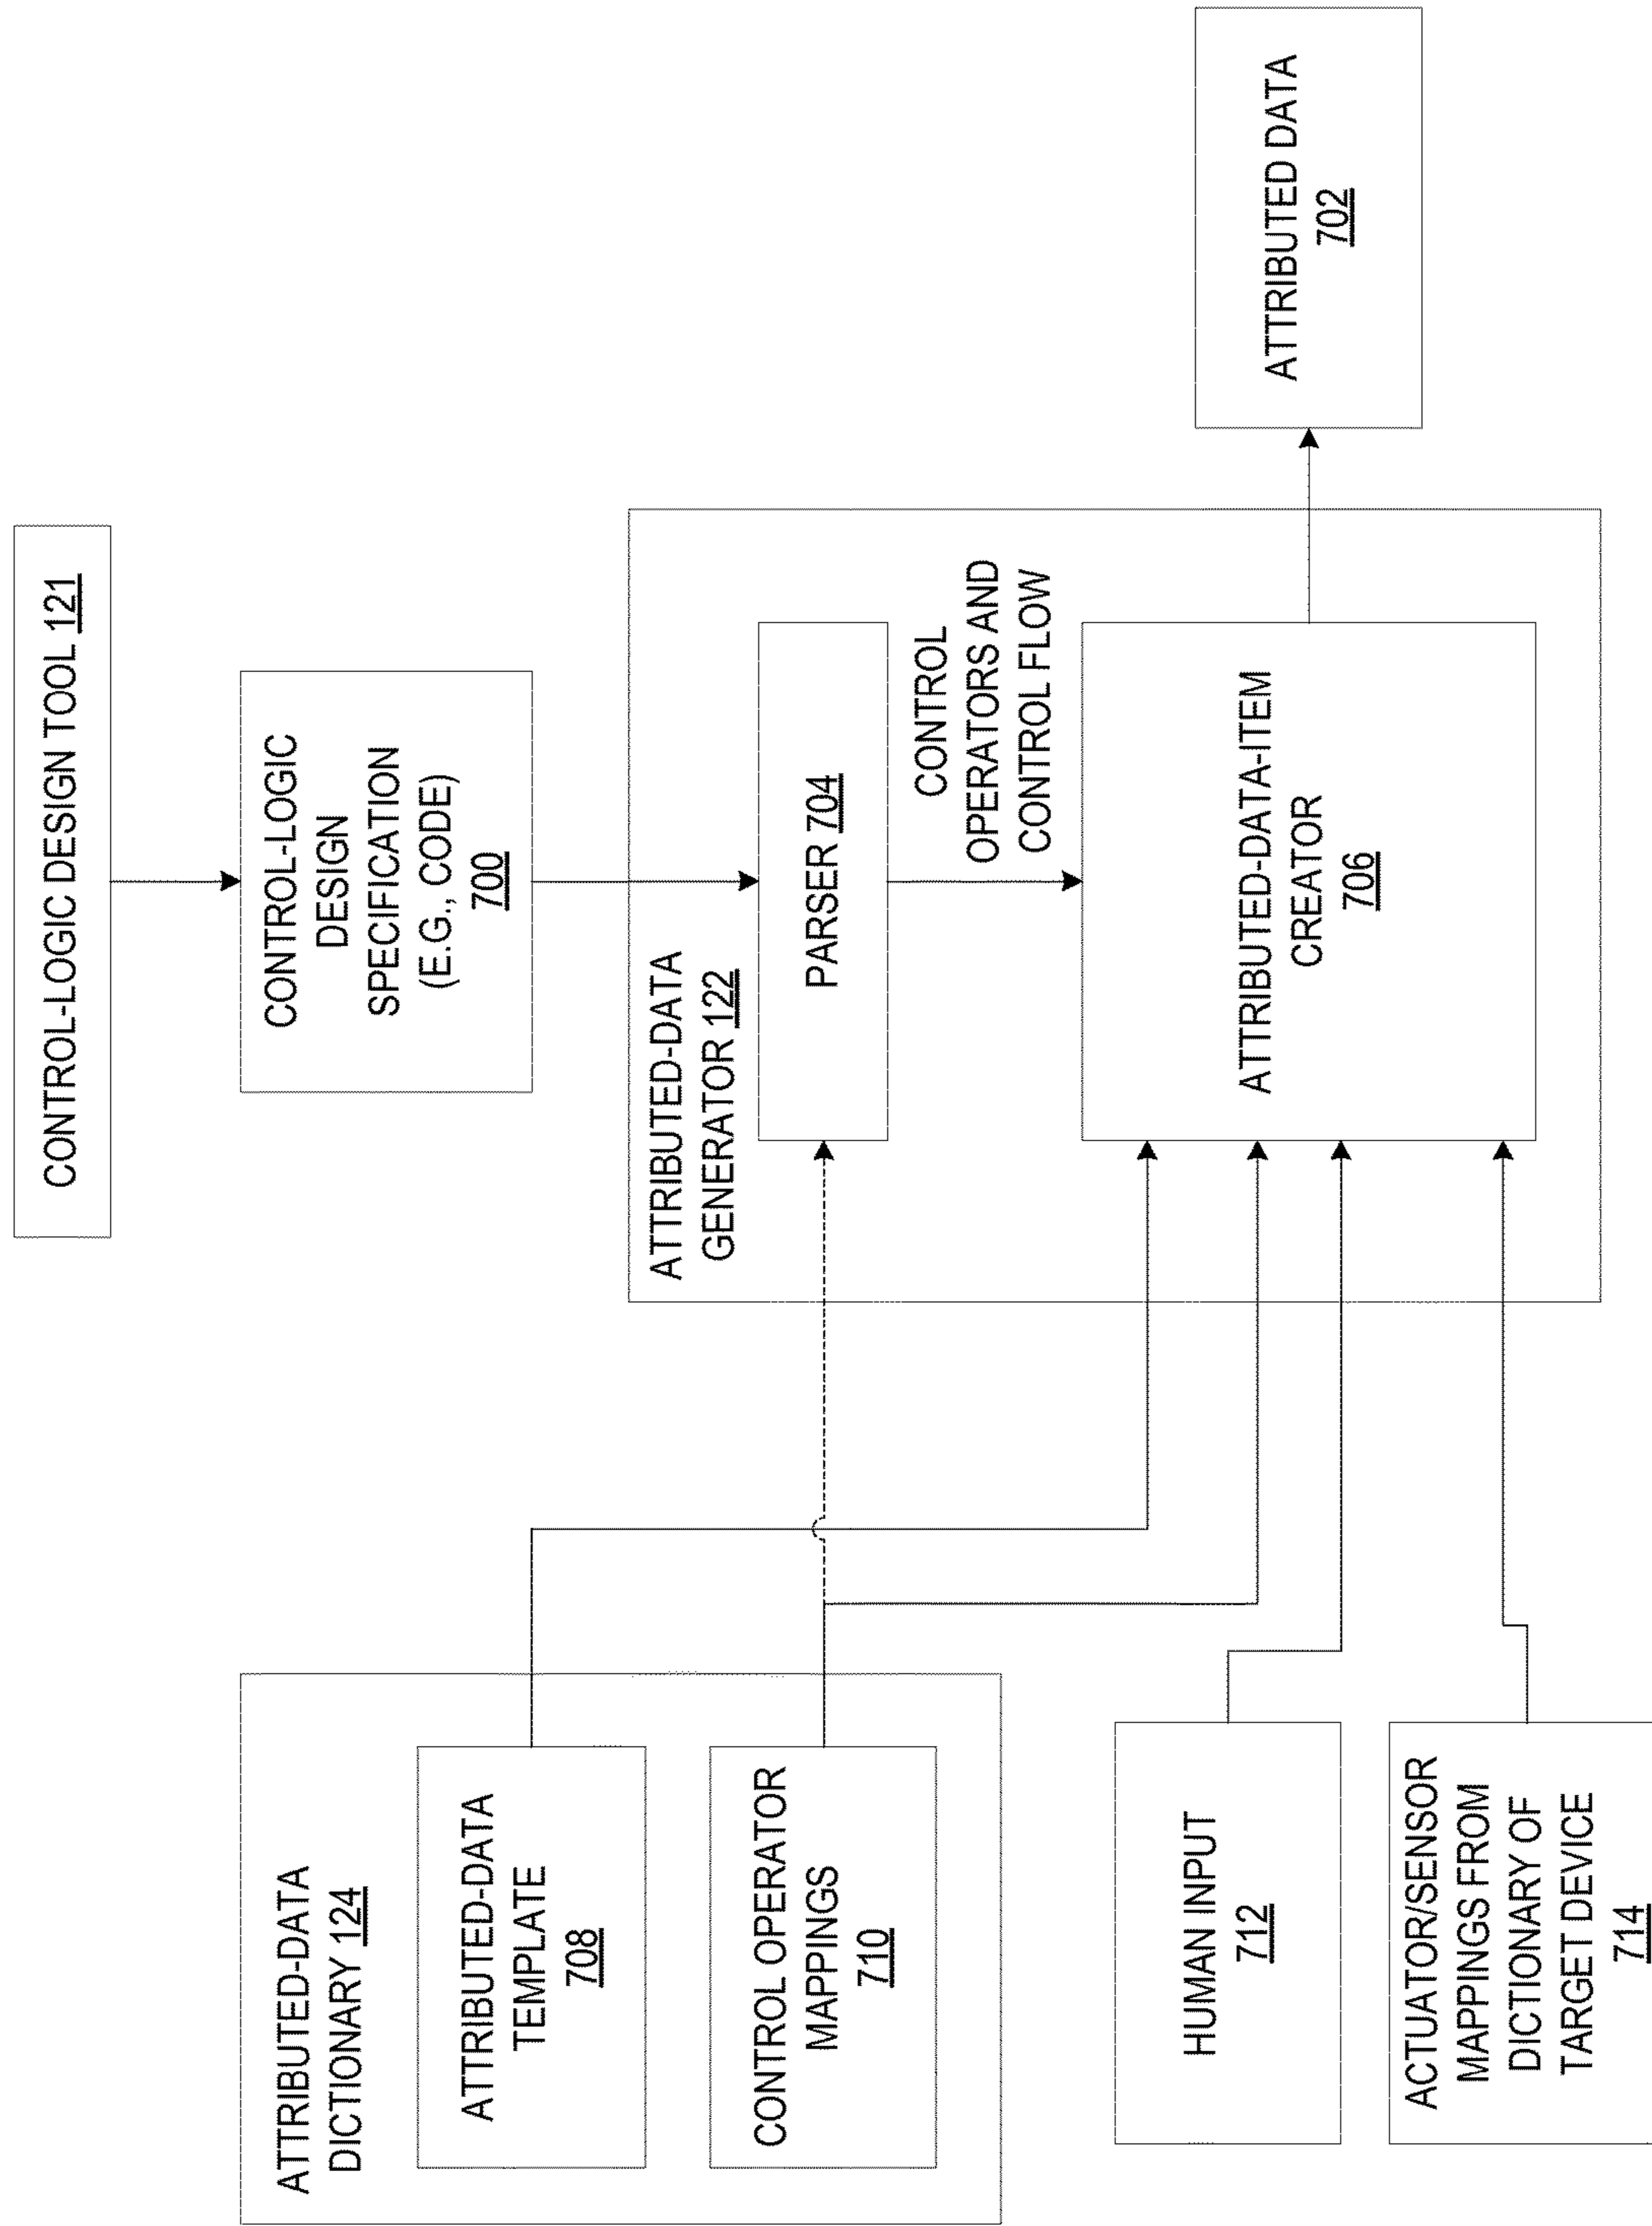 CONTROL-LOGIC DESIGN TOOL 121
CONTROL-LOGIC
DESIGN
SPECIFICATION
(E.G., CODE)
700
ATTRIBUTED-DATA
DICTIONARY 124
ATTRIBUTED-DATA
TEMPLATE
708
CONTROL OPERATOR
MAPPINGS
710
HUMAN INPUT
712
ACTUATOR/SENSOR
MAPPINGS FROM
DICTIONARY OF
TARGET DEVICE
714
ATTRIBUTED-DATA
GENERATOR 122
PARSER 704
CONTROL
OPERATORS AND
CONTROL FLOW
ATTRIBUTED-DATA-ITEM
CREATOR
706
ATTRIBUTED DATA
702